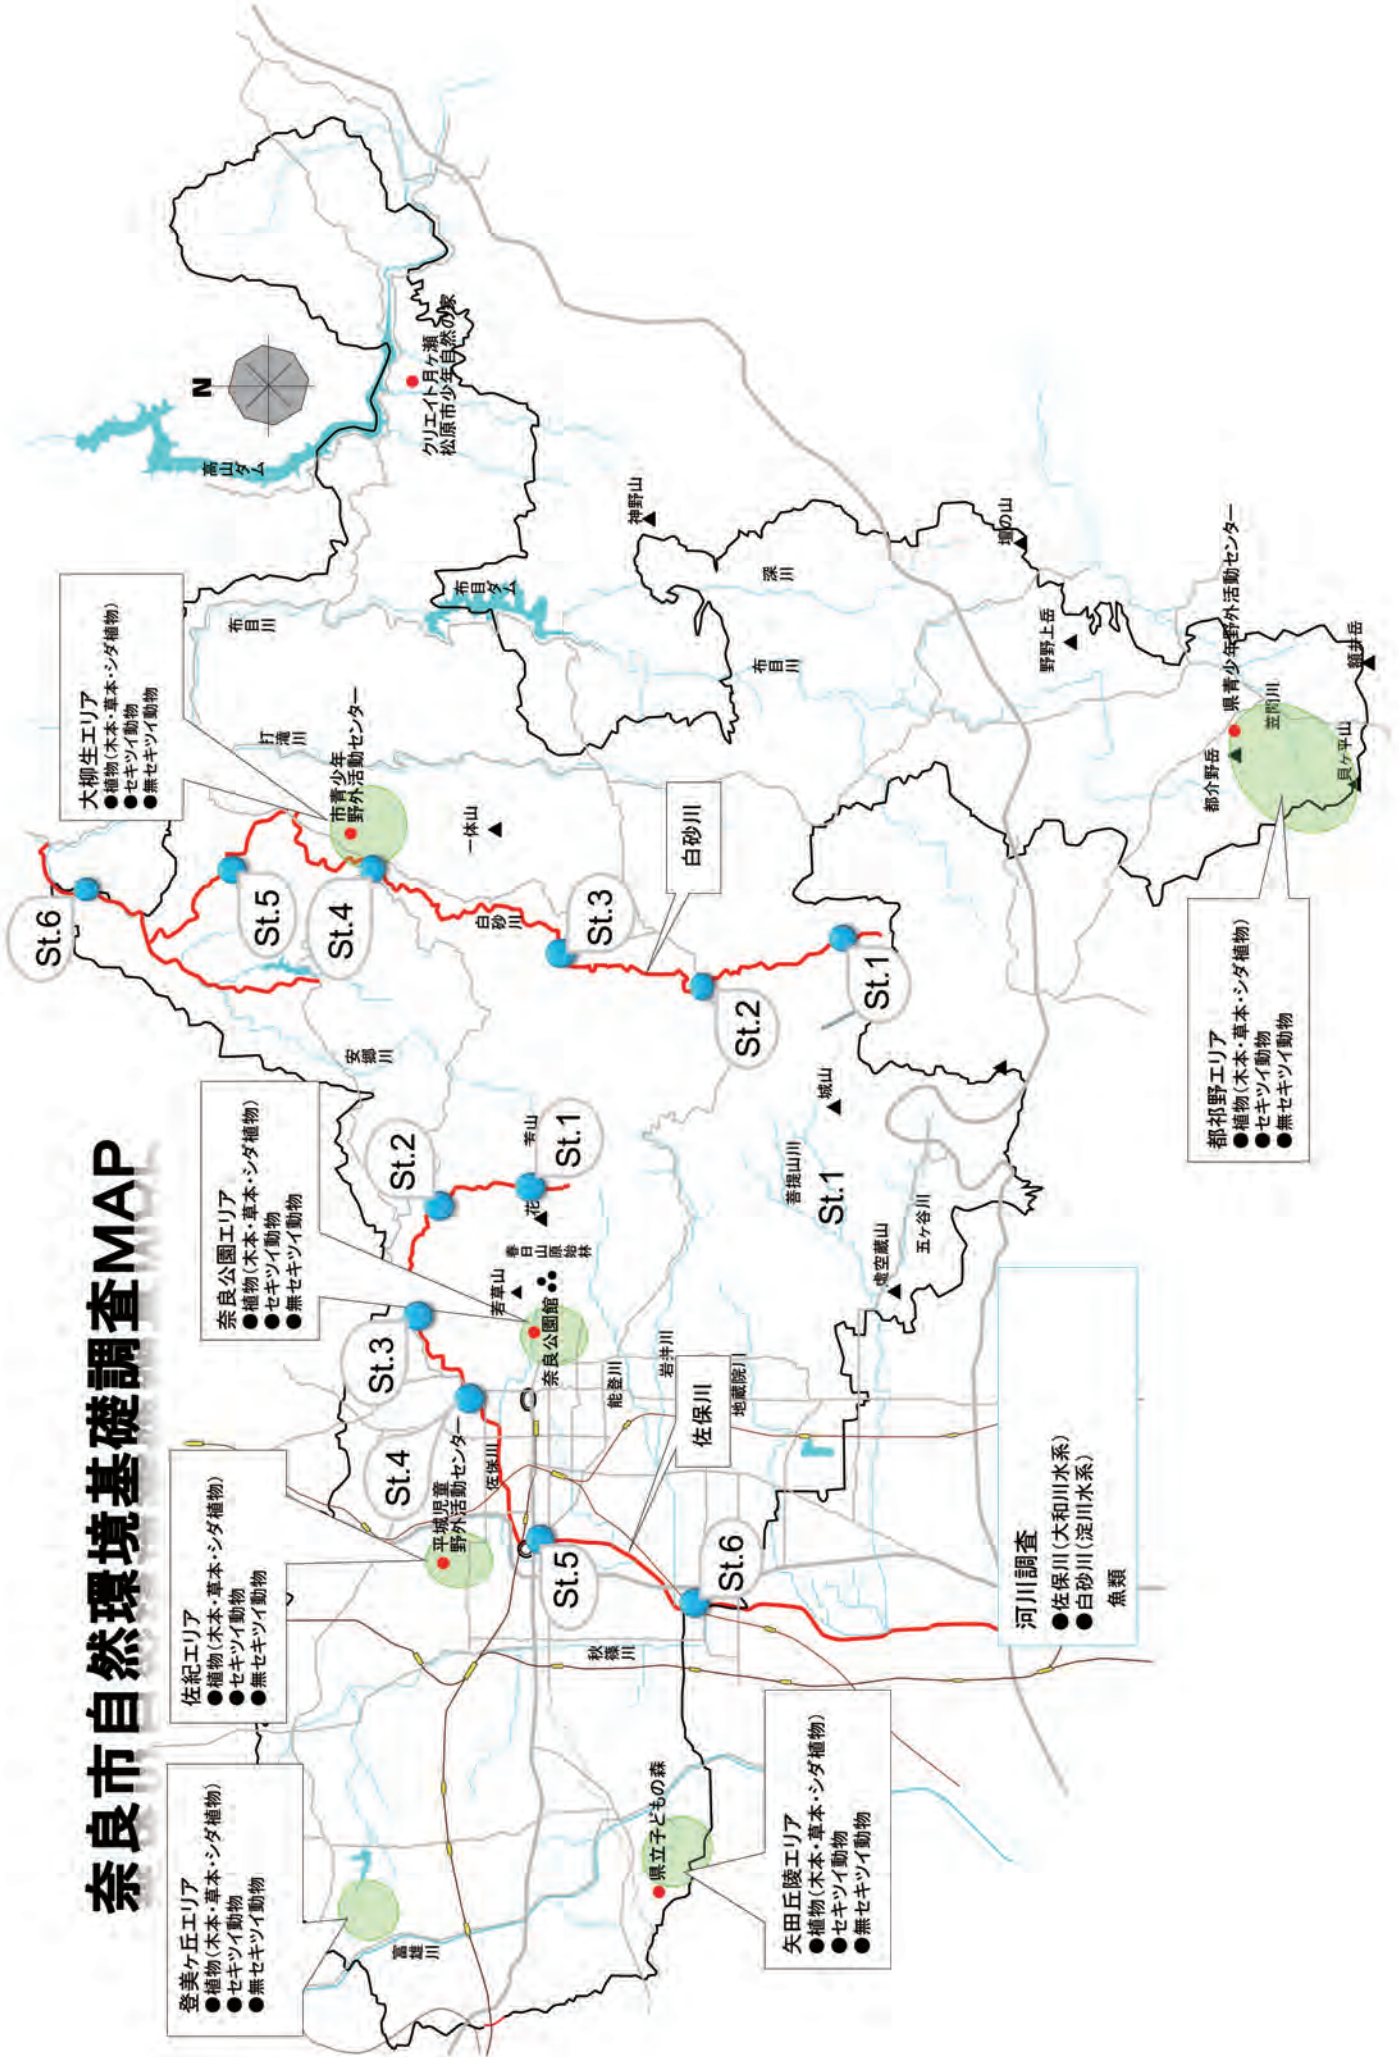 奈良市自然環境基礎調査MAP
登美ヶ丘エリア
●植物(木本・草本・シダ植物)
●セキツイ動物
●無セキツイ動物
佐紀エリア
●植物(木本・草本・シダ植物)
●セキツイ動物
●無セキツイ動物
奈良公園エリア
●植物(木本・草本・シダ植物)
●セキツイ動物
●無セキツイ動物
大柳生エリア
●植物(木本・草本・シダ植物)
●セキツイ動物
●無セキツイ動物
矢田丘陵エリア
●植物(木本・草本・シダ植物)
●セキツイ動物
●無セキツイ動物
都祁野エリア
●植物(木本・草本・シダ植物)
●セキツイ動物
●無セキツイ動物
河川調査
●佐保川(大和川水系)
●白砂川(淀川水系)
魚類
N
St.6
St.5
St.4
St.3
St.2
St.1
白砂川
白砂川
St.1
St.2
St.3
St.4
St.5
St.6
佐保川
佐保川
St.1
高山ダム
クリエイト月ヶ瀬
松原市少年自然の家
布目川
布目ダム
打滝川
市青少年
野外活動センター
一体山
神野山
深川
布目川
野野上岳
県青少年野外活動センター
都介野岳
笠間川
貝ヶ平山
額井岳
安郷川
芳山
春日山原始林
若草山
奈良公園館
能登川
岩井川
地蔵院川
菩提山川
城山
五ヶ谷川
虚空蔵山
平城児童
野外活動センター
秋篠川
富雄川
県立子どもの森